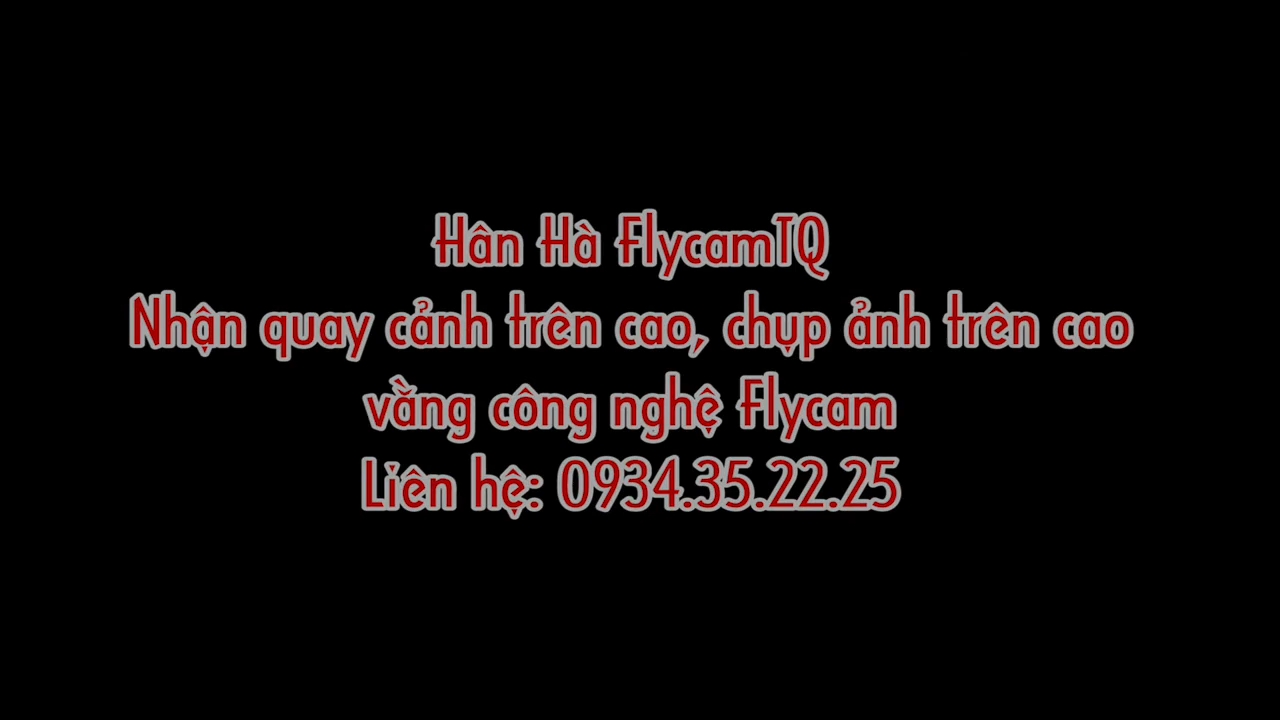 Hân Hà FlycamTQ
Nhận quay cảnh trên cao, chụp ảnh trên cao
vằng công nghệ Flycam
Liên hệ: 0934.35.22.25